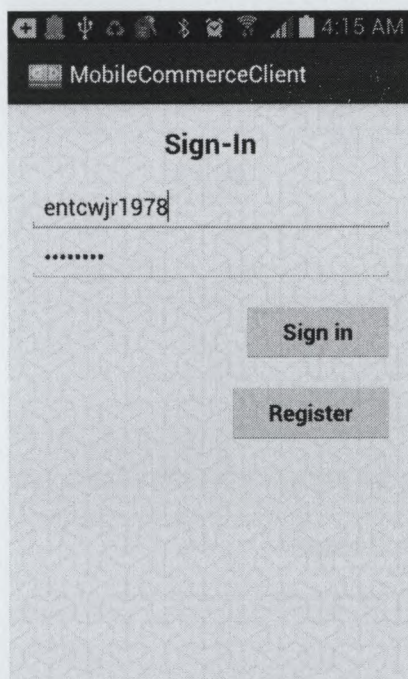 4:15 AM
MobileCommerceClient
Sign-In
entcwjr1978
••••••••
Sign in
Register